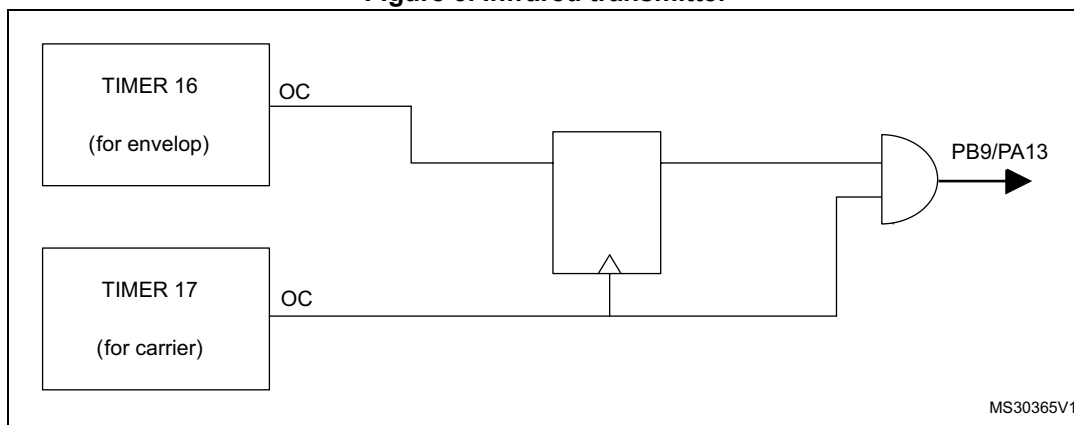 Figure 6. Infrared transmitter
TIMER 16
(for envelop)
OC
PB9/PA13
TIMER 17
(for carrier)
OC
MS30365V1